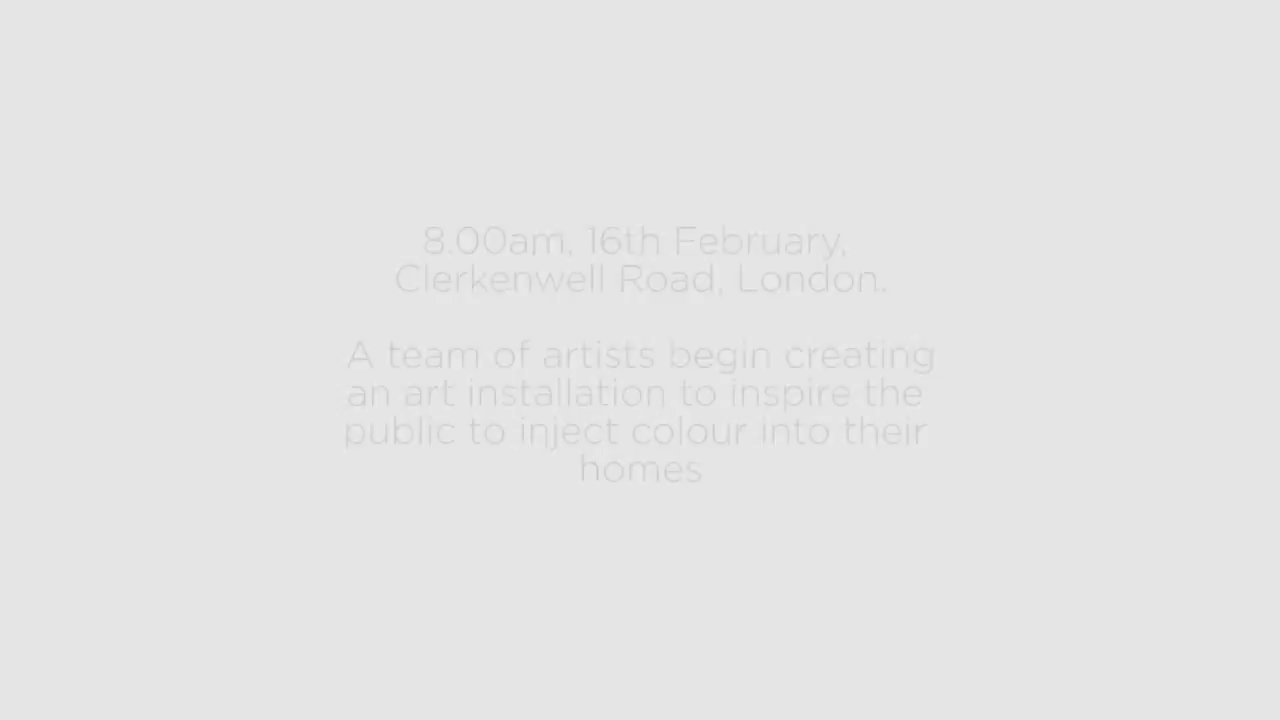 8.00am, 16th February,
Clerkenwell Road, London.
A team of artists begin creating
an art installation to inspire the
public to inject colour into their
homes